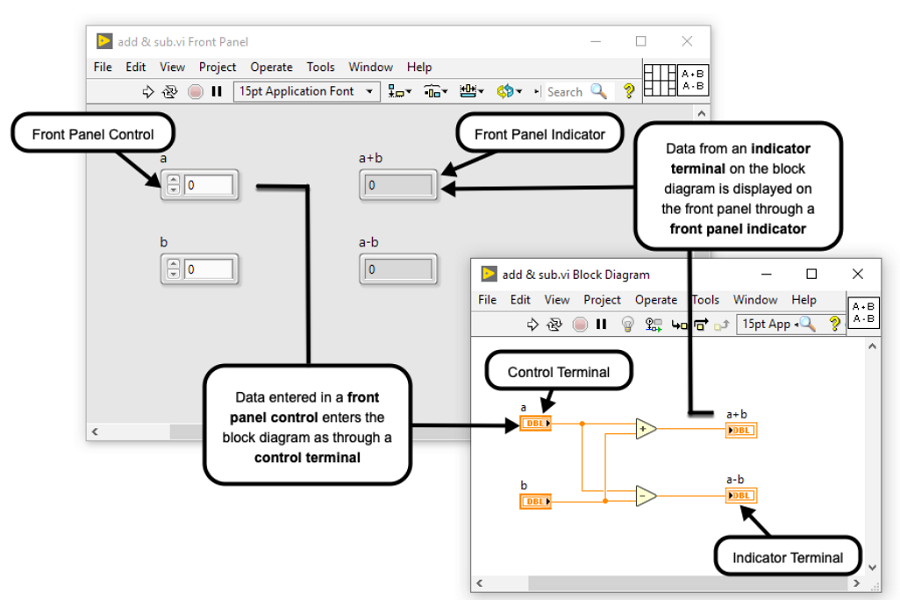 add & sub.vi Front Panel
File Edit View Project Operate Tools Window Help
15pt Application Font
Search
A+B
A-B
Front Panel Control
Front Panel Indicator
a
0
a+b
0
b
0
a-b
0
Data from an indicator
terminal on the block
diagram is displayed on
the front panel through a
front panel indicator
add & sub.vi Block Diagram
File Edit View Project Operate Tools Window Help
15pt App
A+B
A-B
Data entered in a front
panel control enters the
block diagram as through a
control terminal
Control Terminal
a
DBL
+
a+b
DBL
b
DBL
-
a-b
DBL
Indicator Terminal